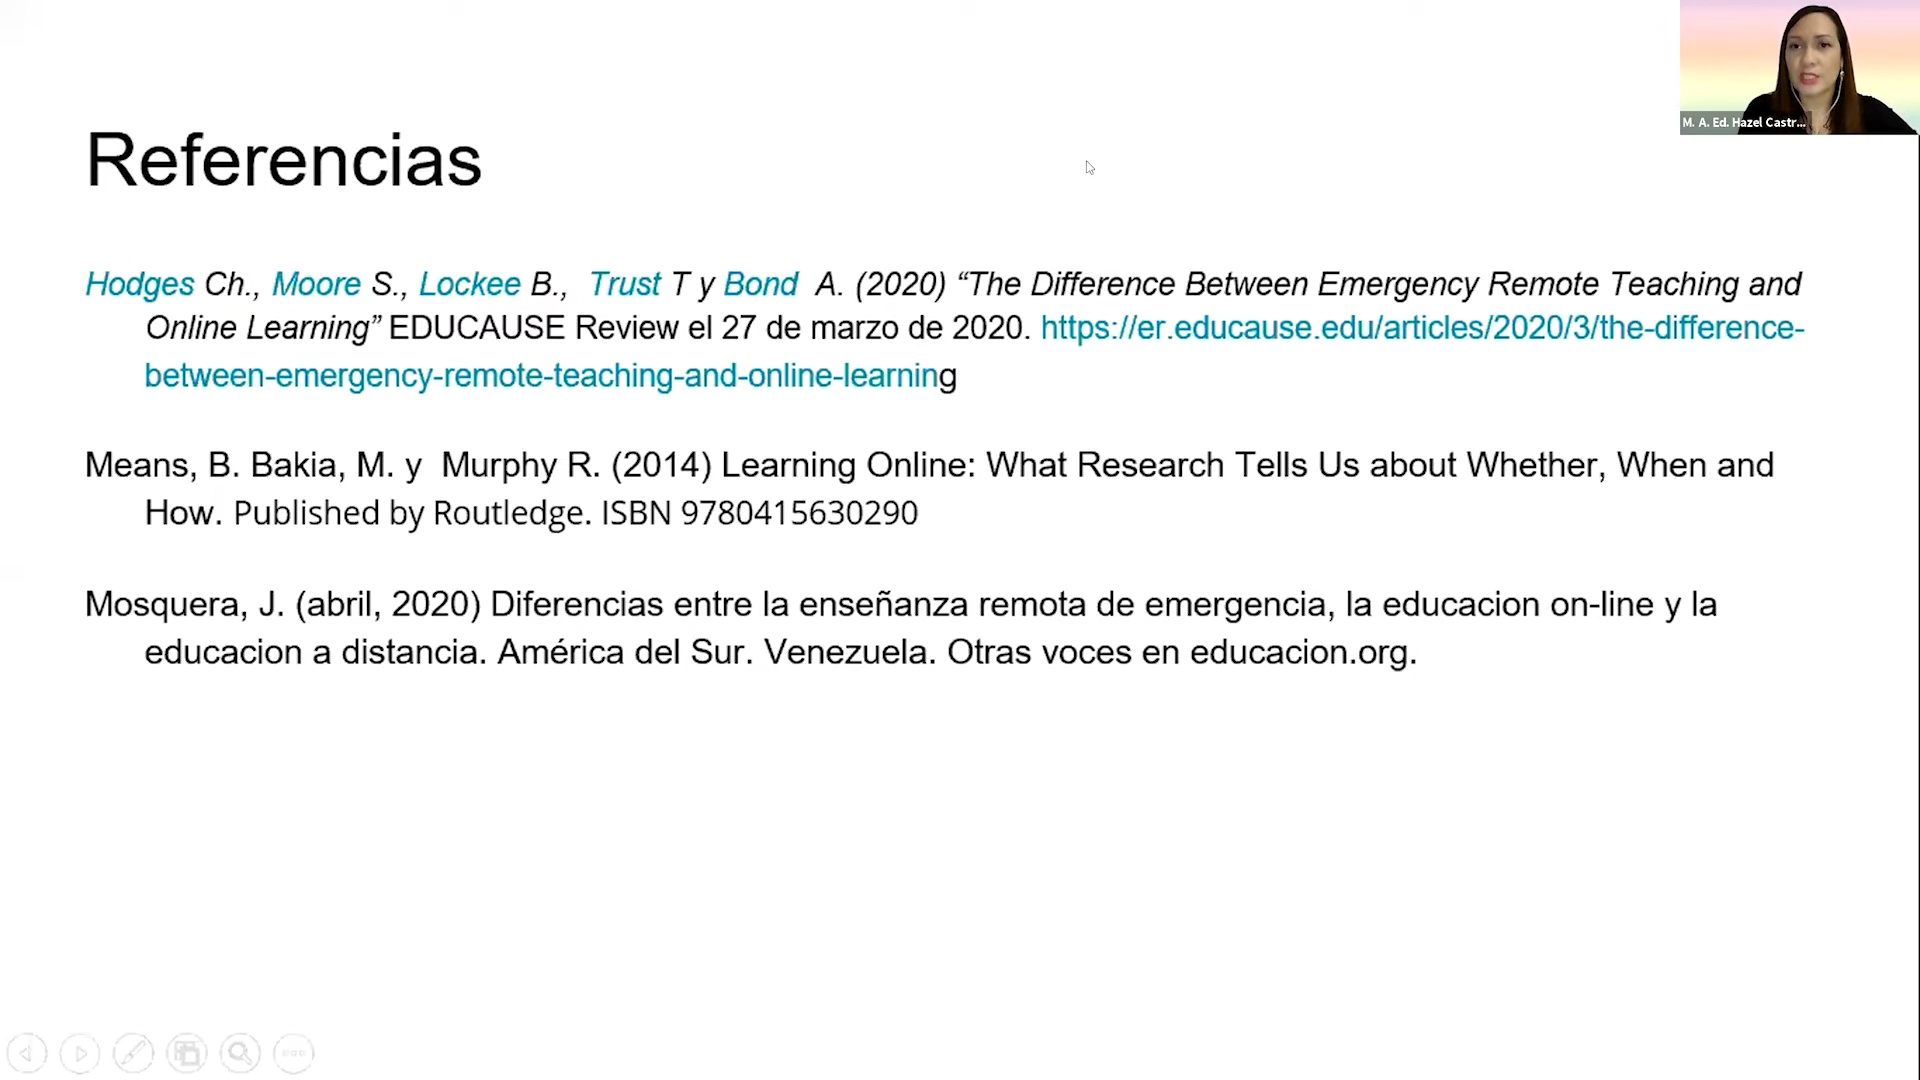 M. A. Ed. Hazel Castr...
Referencias
Hodges Ch., Moore S., Lockee B., Trust T y Bond A. (2020) “The Difference Between Emergency Remote Teaching and
Online Learning” EDUCAUSE Review el 27 de marzo de 2020. https://er.educause.edu/articles/2020/3/the-difference-
between-emergency-remote-teaching-and-online-learning
Means, B. Bakia, M. y Murphy R. (2014) Learning Online: What Research Tells Us about Whether, When and
How. Published by Routledge. ISBN 9780415630290
Mosquera, J. (abril, 2020) Diferencias entre la enseñanza remota de emergencia, la educacion on-line y la
educacion a distancia. América del Sur. Venezuela. Otras voces en educacion.org.